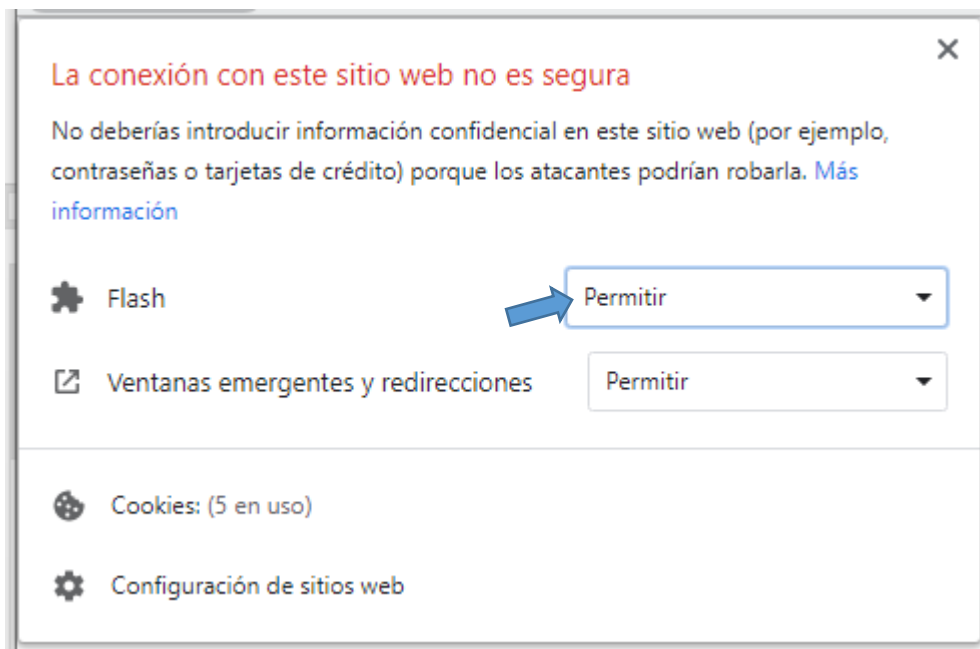 La conexión con este sitio web no es segura
No deberías introducir información confidencial en este sitio web (por ejemplo,
contraseñas o tarjetas de crédito) porque los atacantes podrían robarla. Más
información
Flash Permitir
Ventanas emergentes y redirecciones Permitir
Cookies: (5 en uso)
Configuración de sitios web